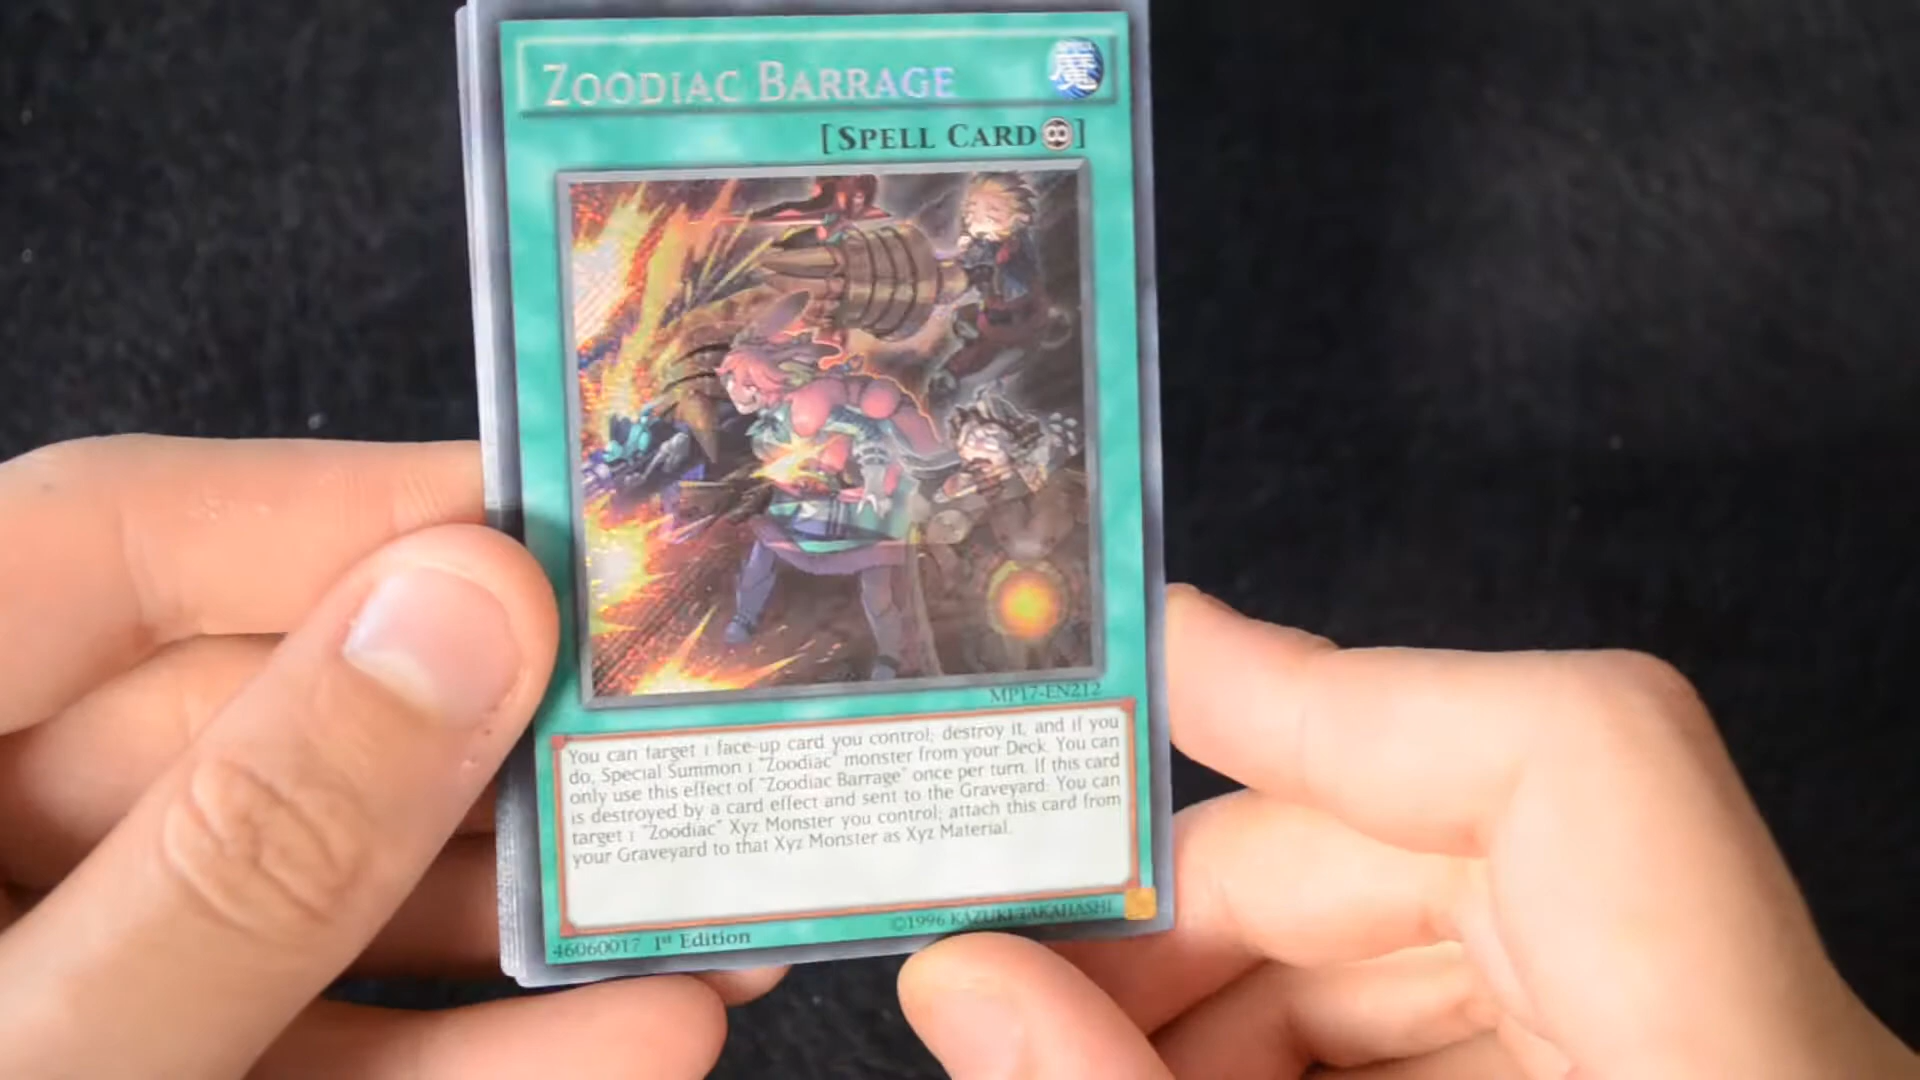 ZOODIAC BARRAGE
魔
[SPELL CARD∞]
MP17-EN212
You can target 1 face-up card you control; destroy it, and if you
do, Special Summon 1 "Zoodiac" monster from your Deck. You can
only use this effect of "Zoodiac Barrage" once per turn. If this card
is destroyed by a card effect and sent to the Graveyard: You can
target 1 "Zoodiac" Xyz Monster you control; attach this card from
your Graveyard to that Xyz Monster as Xyz Material.
46060017 1st Edition
©1996 KAZUKI TAKAHASHI